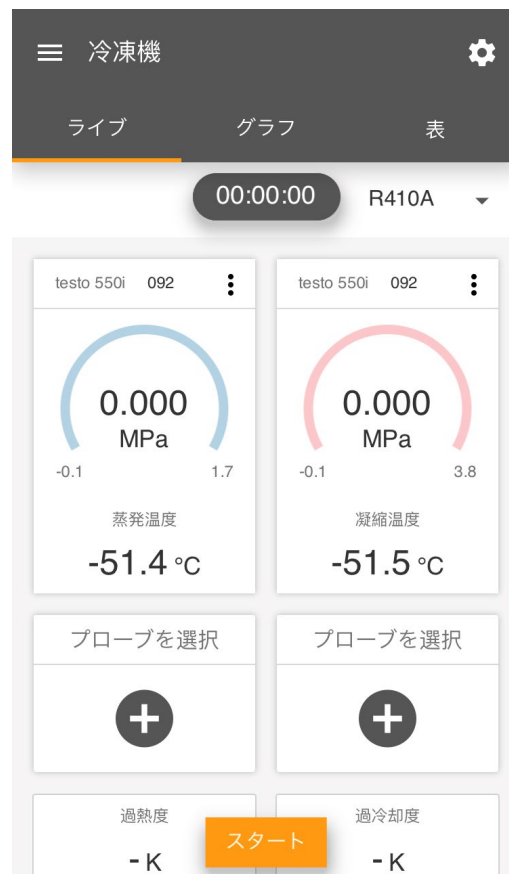 冷凍機
ライブ グラフ 表
00:00:00 R410A
testo 550i 092 testo 550i 092
0.000 0.000
MPa MPa
-0.1 1.7 -0.1 3.8
蒸発温度 凝縮温度
-51.4 °C -51.5 °C
プローブを選択 プローブを選択
過熱度 過冷却度
スタート
- K - K